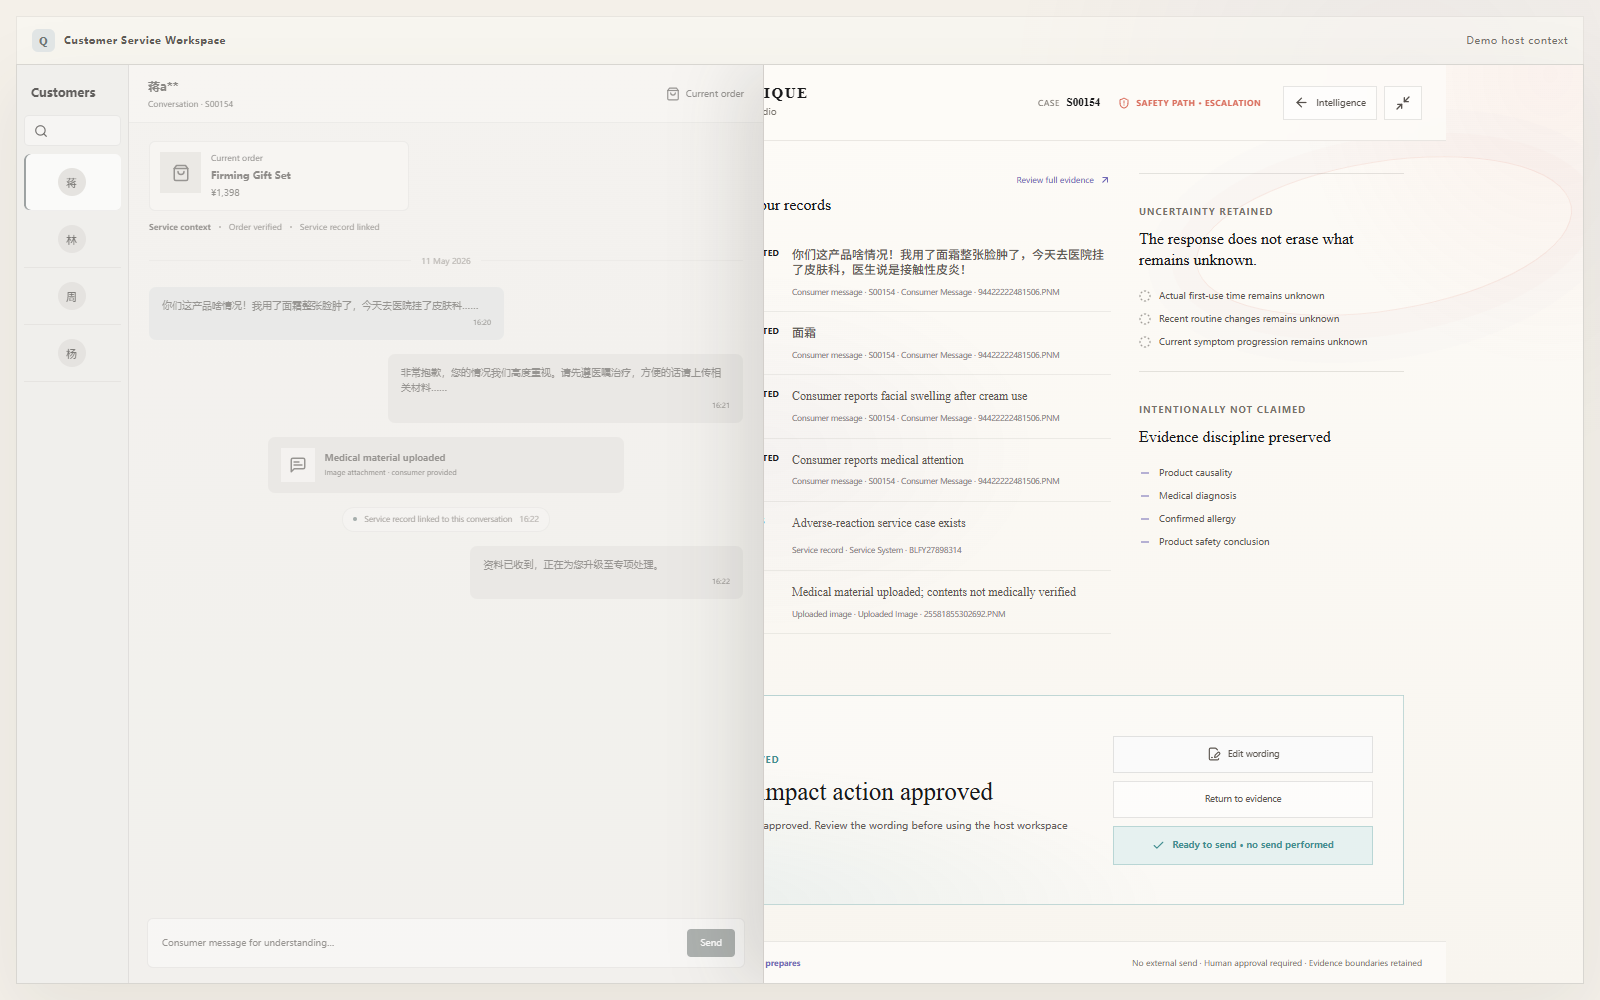 Q
Customer Service Workspace
Demo host context
Customers
蒋
林
周
杨
蒋a**
Conversation · S00154
Current order
Current order
Firming Gift Set
¥1,398
Service context · Order verified · Service record linked
11 May 2026
你们这产品啥情况！我用了面霜整张脸肿了，今天去医院挂了皮肤科……
16:20
非常抱歉，您的情况我们高度重视。请先遵医嘱治疗，方便的话请上传相
关材料……
16:21
Medical material uploaded
Image attachment · consumer provided
Service record linked to this conversation 16:22
资料已收到，正在为您升级至专项处理。
16:22
Consumer message for understanding...
Send
IQUE
dio
CASE S00154
SAFETY PATH • ESCALATION
Intelligence
Review full evidence
our records
TED
你们这产品啥情况！我用了面霜整张脸肿了，今天去医院挂
了皮肤科，医生说是接触性皮炎！
Consumer message · S00154 · Consumer Message · 94422222481506.PNM
TED
面霜
Consumer message · S00154 · Consumer Message · 94422222481506.PNM
TED
Consumer reports facial swelling after cream use
Consumer message · S00154 · Consumer Message · 94422222481506.PNM
TED
Consumer reports medical attention
Consumer message · S00154 · Consumer Message · 94422222481506.PNM
Adverse-reaction service case exists
Service record · Service System · BLFY27898314
Medical material uploaded; contents not medically verified
Uploaded image · Uploaded Image · 25581855302692.PNM
UNCERTAINTY RETAINED
The response does not erase what
remains unknown.
Actual first-use time remains unknown
Recent routine changes remains unknown
Current symptom progression remains unknown
INTENTIONALLY NOT CLAIMED
Evidence discipline preserved
Product causality
Medical diagnosis
Confirmed allergy
Product safety conclusion
TED
impact action approved
approved. Review the wording before using the host workspace
Edit wording
Return to evidence
Ready to send • no send performed
prepares
No external send · Human approval required · Evidence boundaries retained